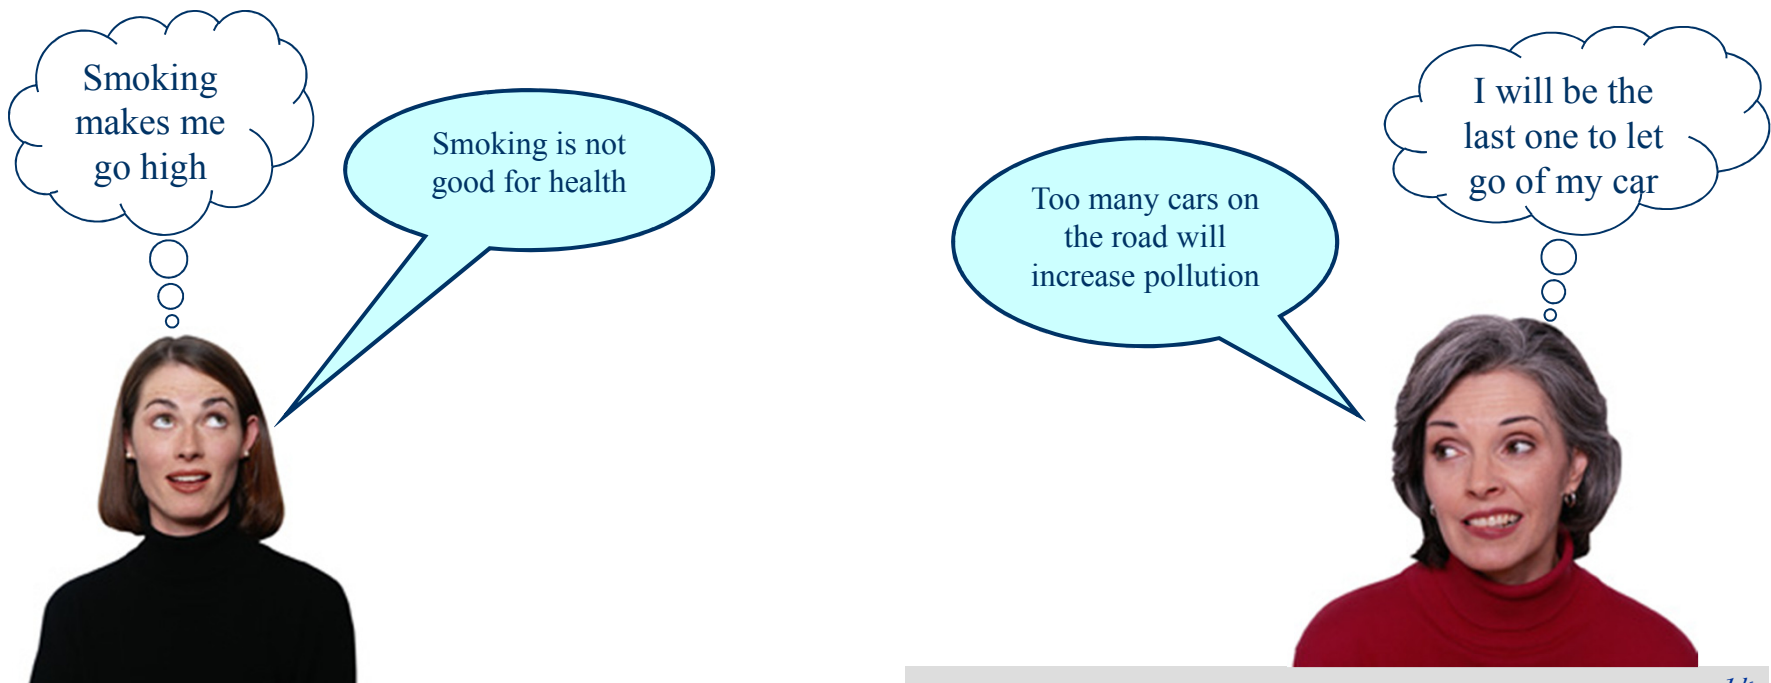 Smoking
makes me
go high
Smoking is not
good for health
Too many cars on
the road will
increase pollution
I will be the
last one to let
go of my car